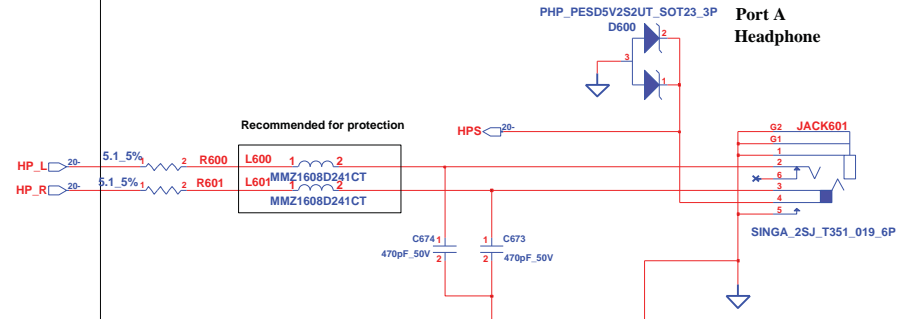 PHP_PESD5V2S2UT_SOT23_3P
D600
Port A
Headphone
2
3
1
Recommended for protection
HPS
20-
G2
JACK601
G1
1
HP_L
20-
5.1_5%
1
2
R600
L600
1
2
MMZ1608D241CT
2
6
HP_R
20-
5.1_5%
1
2
R601
L601
1
2
MMZ1608D241CT
3
4
5
SINGA_2SJ_T351_019_6P
C674
1
2
470pF_50V
1
C673
2
470pF_50V